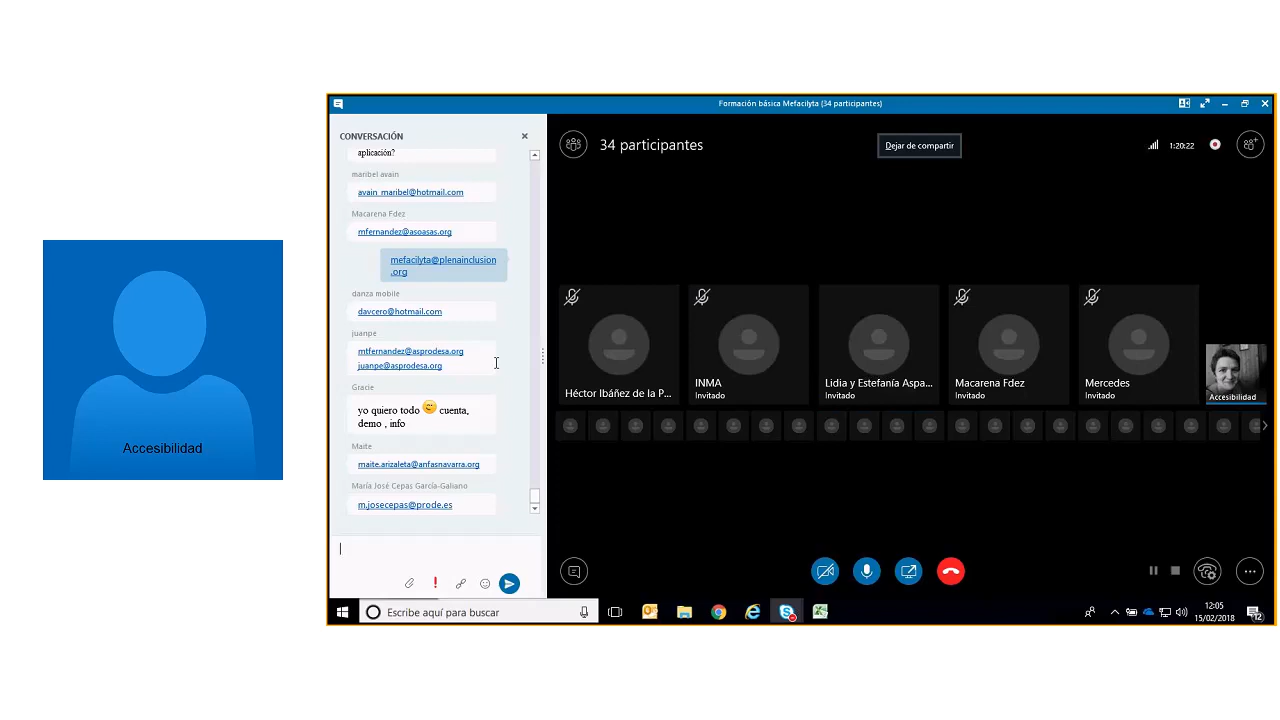 Accesibilidad
Formación básica Mefacilyta (34 participantes)
CONVERSACIÓN
aplicación?
maribel avain
avain_maribel@hotmail.com
Macarena Fdez
mfernandez@asoasas.org
mefacilyta@plenainclusion
.org
danza mobile
davcero@hotmail.com
juanpe
mtfernandez@asprodesa.org
juanpe@asprodesa.org
Gracie
yo quiero todo cuenta,
demo , info
Maite
maite.arizaleta@anfasnavarra.org
María José Cepas García-Galiano
m.josecepas@prode.es
34 participantes
Dejar de compartir
1:20:22
Héctor Ibáñez de la P...
INMA
Invitado
Lidia y Estefanía Aspa...
Invitado
Macarena Fdez
Invitado
Mercedes
Invitado
Accesibilidad
Escribe aquí para buscar
12:05
15/02/2018
12